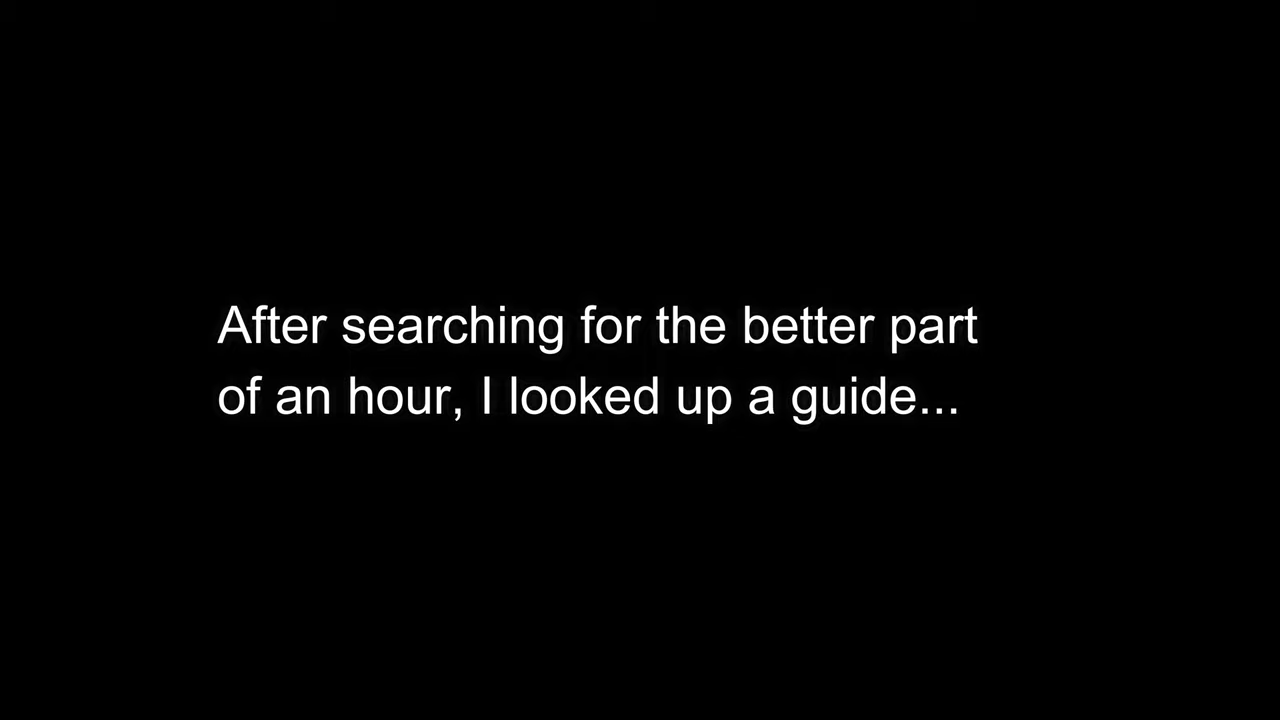 After searching for the better part
of an hour, I looked up a guide...